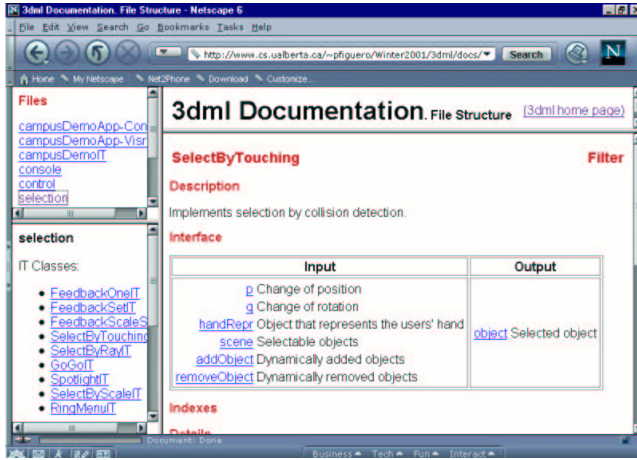 3dml Documentation. File Structure - Netscape 6
File Edit View Search Go Bookmarks Tasks Help
http://www.cs.ualberta.ca/~pfiguero/Winter2001/3dml/docs/
Search
N
Home My Netscape Net2Phone Download Customize...
Files
campusDemoApp-Con
campusDemoApp-Visr
campusDemoIT
console
control
selection
selection
IT Classes:
FeedbackOneIT
FeedbackSetIT
FeedbackScaleS
SelectByTouching
SelectByRayIT
GoGoIT
SpotlightIT
SelectByScaleIT
RingMenuIT
3dml Documentation. File Structure (3dml home page)
SelectByTouching Filter
Description
Implements selection by collision detection.
Interface
Input Output
p Change of position
q Change of rotation
handRepr Object that represents the users' hand
scene Selectable objects
addObject Dynamically added objects
removeObject Dynamically removed objects
object Selected object
Indexes
Details
Document: Done
Business Tech Fun Interact